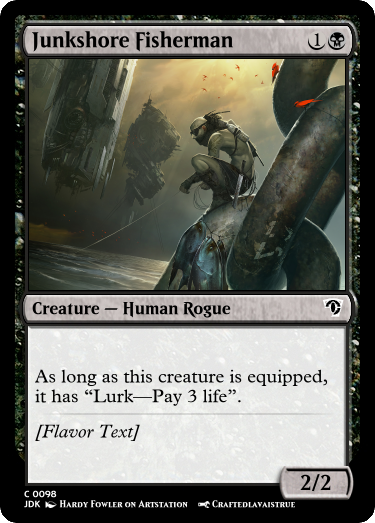 Junkshore Fisherman 1
Creature — Human Rogue
As long as this creature is equipped,
it has “Lurk—Pay 3 life”.
[Flavor Text]
2/2
C 0098
JDK Hardy Fowler on Artstation Craftedlavaistrue